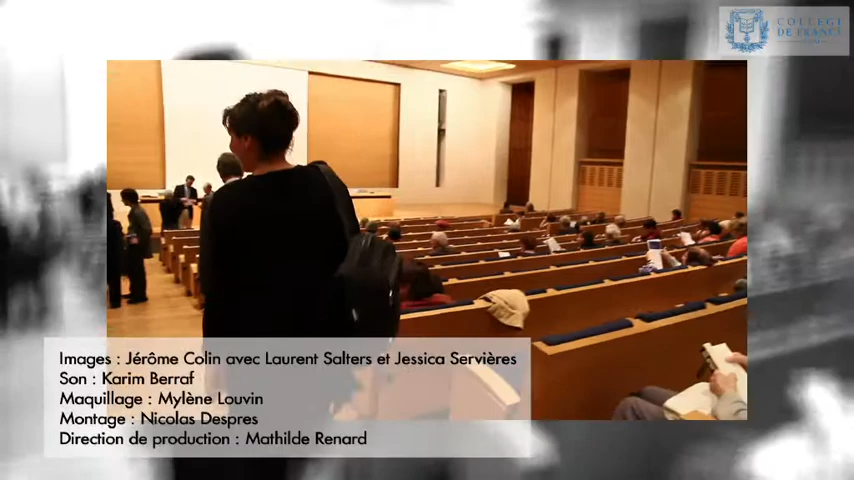 COLLEGE
DE FRANCE
Images : Jérôme Colin avec Laurent Salters et Jessica Servières
Son : Karim Berraf
Maquillage : Mylène Louvin
Montage : Nicolas Despres
Direction de production : Mathilde Renard